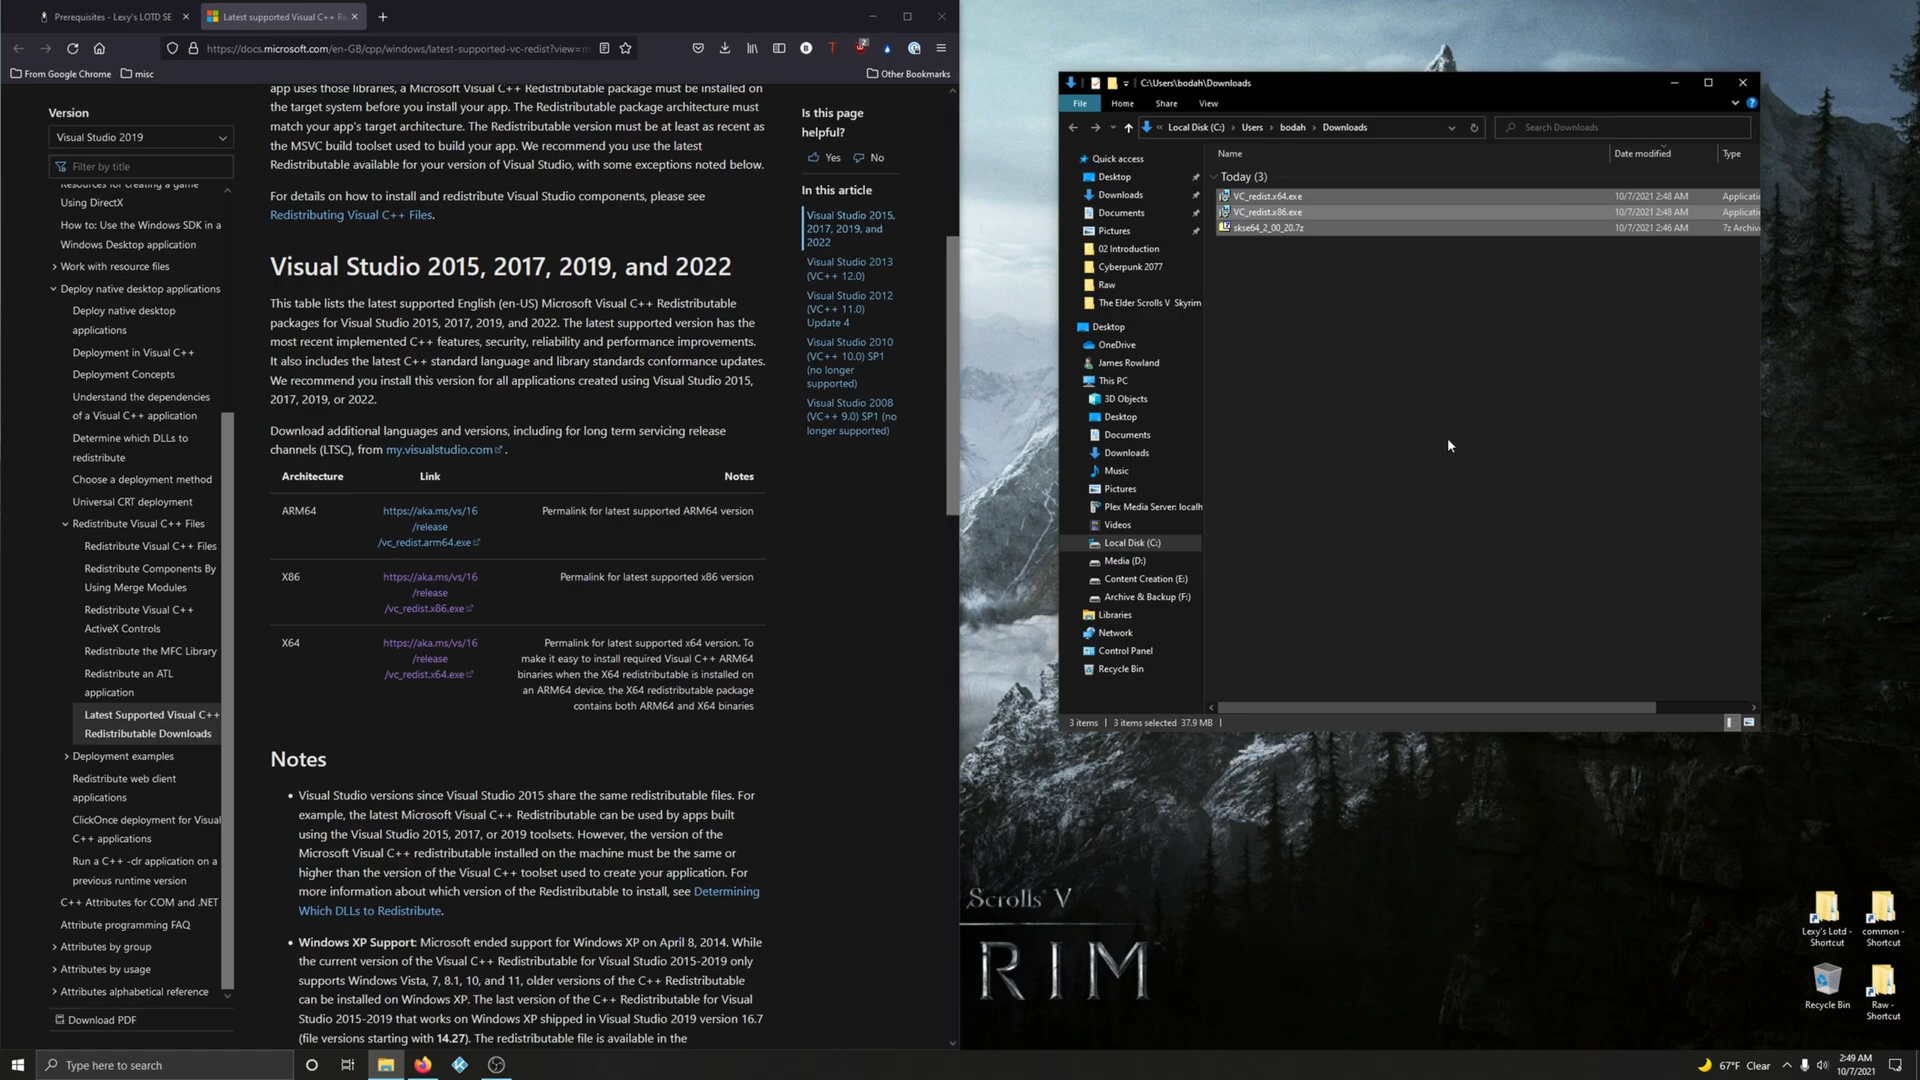 Prerequisites - Lexy's LOTD SE
Latest supported Visual C++ Re
https://docs.microsoft.com/en-GB/cpp/windows/latest-supported-vc-redist?view=m
From Google Chrome
misc
Other Bookmarks
Version
Visual Studio 2019
Filter by title
Resources for creating a game
Using DirectX
How to: Use the Windows SDK in a
Windows Desktop application
Work with resource files
Deploy native desktop applications
Deploy native desktop
applications
Deployment in Visual C++
Deployment Concepts
Understand the dependencies
of a Visual C++ application
Determine which DLLs to
redistribute
Choose a deployment method
Universal CRT deployment
Redistribute Visual C++ Files
Redistribute Visual C++ Files
Redistribute Components By
Using Merge Modules
Redistribute Visual C++
ActiveX Controls
Redistribute the MFC Library
Redistribute an ATL
application
Latest Supported Visual C++
Redistributable Downloads
Deployment examples
Redistribute web client
applications
ClickOnce deployment for Visual
C++ applications
Run a C++ -clr application on a
previous runtime version
C++ Attributes for COM and .NET
Attribute programming FAQ
Attributes by group
Attributes by usage
Attributes alphabetical reference
Download PDF
app uses those libraries, a Microsoft Visual C++ Redistributable package must be installed on
the target system before you install your app. The Redistributable package architecture must
match your app's target architecture. The Redistributable version must be at least as recent as
the MSVC build toolset used to build your app. We recommend you use the latest
Redistributable available for your version of Visual Studio, with some exceptions noted below.
For details on how to install and redistribute Visual Studio components, please see
Redistributing Visual C++ Files.
Visual Studio 2015, 2017, 2019, and 2022
This table lists the latest supported English (en-US) Microsoft Visual C++ Redistributable
packages for Visual Studio 2015, 2017, 2019, and 2022. The latest supported version has the
most recent implemented C++ features, security, reliability and performance improvements.
It also includes the latest C++ standard language and library standards conformance updates.
We recommend you install this version for all applications created using Visual Studio 2015,
2017, 2019, or 2022.
Download additional languages and versions, including for long term servicing release
channels (LTSC), from my.visualstudio.com .
Architecture Link Notes
ARM64 https://aka.ms/vs/16 Permalink for latest supported ARM64 version
/release
/vc_redist.arm64.exe
X86 https://aka.ms/vs/16 Permalink for latest supported x86 version
/release
/vc_redist.x86.exe
X64 https://aka.ms/vs/16 Permalink for latest supported x64 version. To
/release make it easy to install required Visual C++ ARM64
/vc_redist.x64.exe binaries when the X64 redistributable is installed on
an ARM64 device, the X64 redistributable package
contains both ARM64 and X64 binaries
Notes
• Visual Studio versions since Visual Studio 2015 share the same redistributable files. For
example, the latest Microsoft Visual C++ Redistributable can be used by apps built
using the Visual Studio 2015, 2017, or 2019 toolsets. However, the version of the
Microsoft Visual C++ redistributable installed on the machine must be the same or
higher than the version of the Visual C++ toolset used to create your application. For
more information about which version of the Redistributable to install, see Determining
Which DLLs to Redistribute.
• Windows XP Support: Microsoft ended support for Windows XP on April 8, 2014. While
the current version of the Visual C++ Redistributable for Visual Studio 2015-2019 only
supports Windows Vista, 7, 8.1, 10, and 11, older versions of the C++ Redistributable
can be installed on Windows XP. The last version of the C++ Redistributable for Visual
Studio 2015-2019 that works on Windows XP shipped in Visual Studio 2019 version 16.7
(file versions starting with 14.27). The redistributable file is available in the
Is this page
helpful?
Yes No
In this article
Visual Studio 2015,
2017, 2019, and
2022
Visual Studio 2013
(VC++ 12.0)
Visual Studio 2012
(VC++ 11.0)
Update 4
Visual Studio 2010
(VC++ 10.0) SP1
(no longer
supported)
Visual Studio 2008
(VC++ 9.0) SP1 (no
longer supported)
C:\Users\bodah\Downloads
File Home Share View
Local Disk (C:) Users bodah Downloads
Search Downloads
Name Date modified Type
Quick access
Desktop
Downloads
Documents
Pictures
02 Introduction
Cyberpunk 2077
Raw
The Elder Scrolls V Skyrim
Desktop
OneDrive
James Rowland
This PC
3D Objects
Desktop
Documents
Downloads
Music
Pictures
Plex Media Server: localh
Videos
Local Disk (C:)
Media (D:)
Content Creation (E:)
Archive & Backup (F:)
Libraries
Network
Control Panel
Recycle Bin
Today (3)
VC_redist.x64.exe 10/7/2021 2:48 AM Applicatio
VC_redist.x86.exe 10/7/2021 2:48 AM Applicatio
skse64_2_00_20.7z 10/7/2021 2:46 AM 7z Archiv
3 items 3 items selected 37.9 MB
Scrolls V
RIM
Lexy's Lotd -
Shortcut
common -
Shortcut
Recycle Bin
Raw -
Shortcut
Type here to search
67°F Clear
2:49 AM
10/7/2021